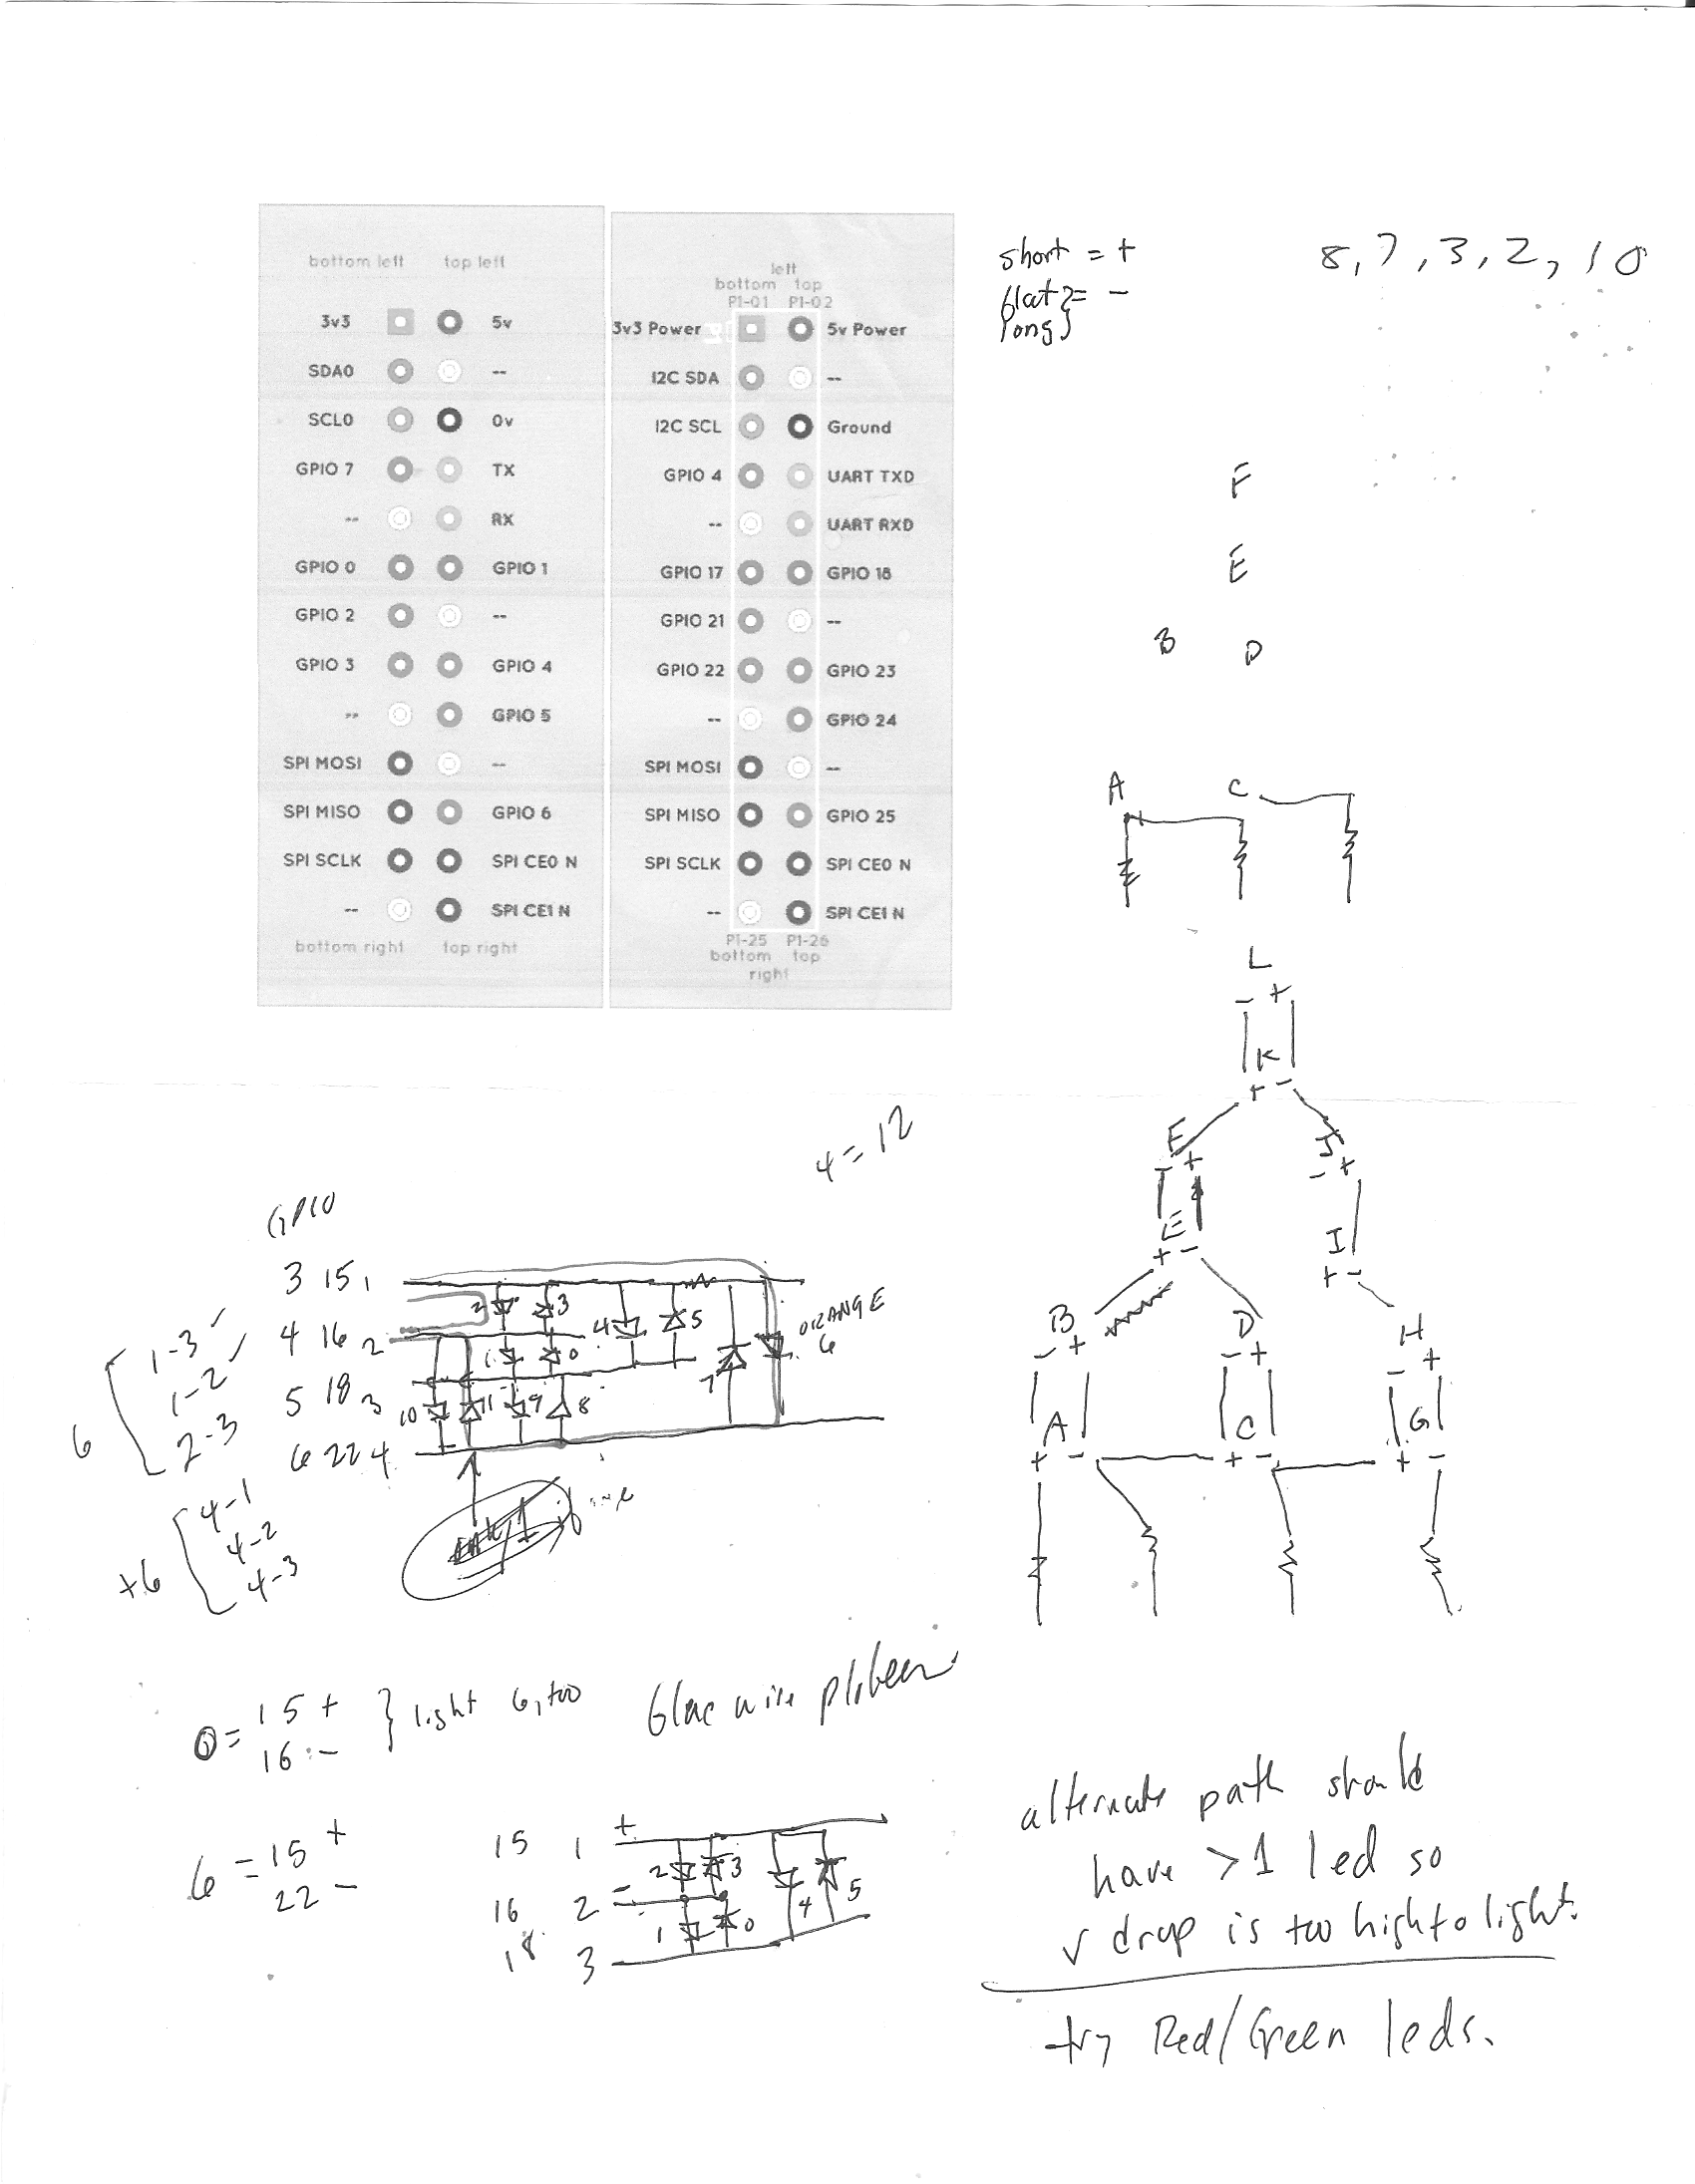 bottom left top left
3v3 5v
SDA0 --
SCL0 0v
GPIO 7 TX
-- RX
GPIO 0 GPIO 1
GPIO 2 --
GPIO 3 GPIO 4
-- GPIO 5
SPI MOSI --
SPI MISO GPIO 6
SPI SCLK SPI CE0 N
-- SPI CE1 N
bottom right top right
left
bottom top
P1-01 P1-02
3v3 Power 5v Power
I2C SDA --
I2C SCL Ground
GPIO 4 UART TXD
-- UART RXD
GPIO 17 GPIO 18
GPIO 21 --
GPIO 22 GPIO 23
-- GPIO 24
SPI MOSI --
SPI MISO GPIO 25
SPI SCLK SPI CE0 N
-- SPI CE1 N
P1-25 P1-26
bottom top
right
short = +
flat } = -
long }
8, 7, 3, 2, 10
F
E
B D
A C
L
- +
K
+ -
F J
- + - +
E I
+ - + -
B D H
- + - + - +
A C G
+ - + - + -
4 = 12
GPIO
3 15 1
4 16 2
5 18 3
6 22 4
1-3
1-2
2-3
6
4-1
4-2
4-3
+6
2 3 4 5
ORANGE
6
1 0 7
10 11 9 8
0 = 15 +
16 : -
} light 6, too
6 = 15 +
22 -
15 1 +
16 2 -
18 3
2 3 4 5
1 0
alternate path should
have >1 led so
v drop is too high to light.
try Red/Green leds.